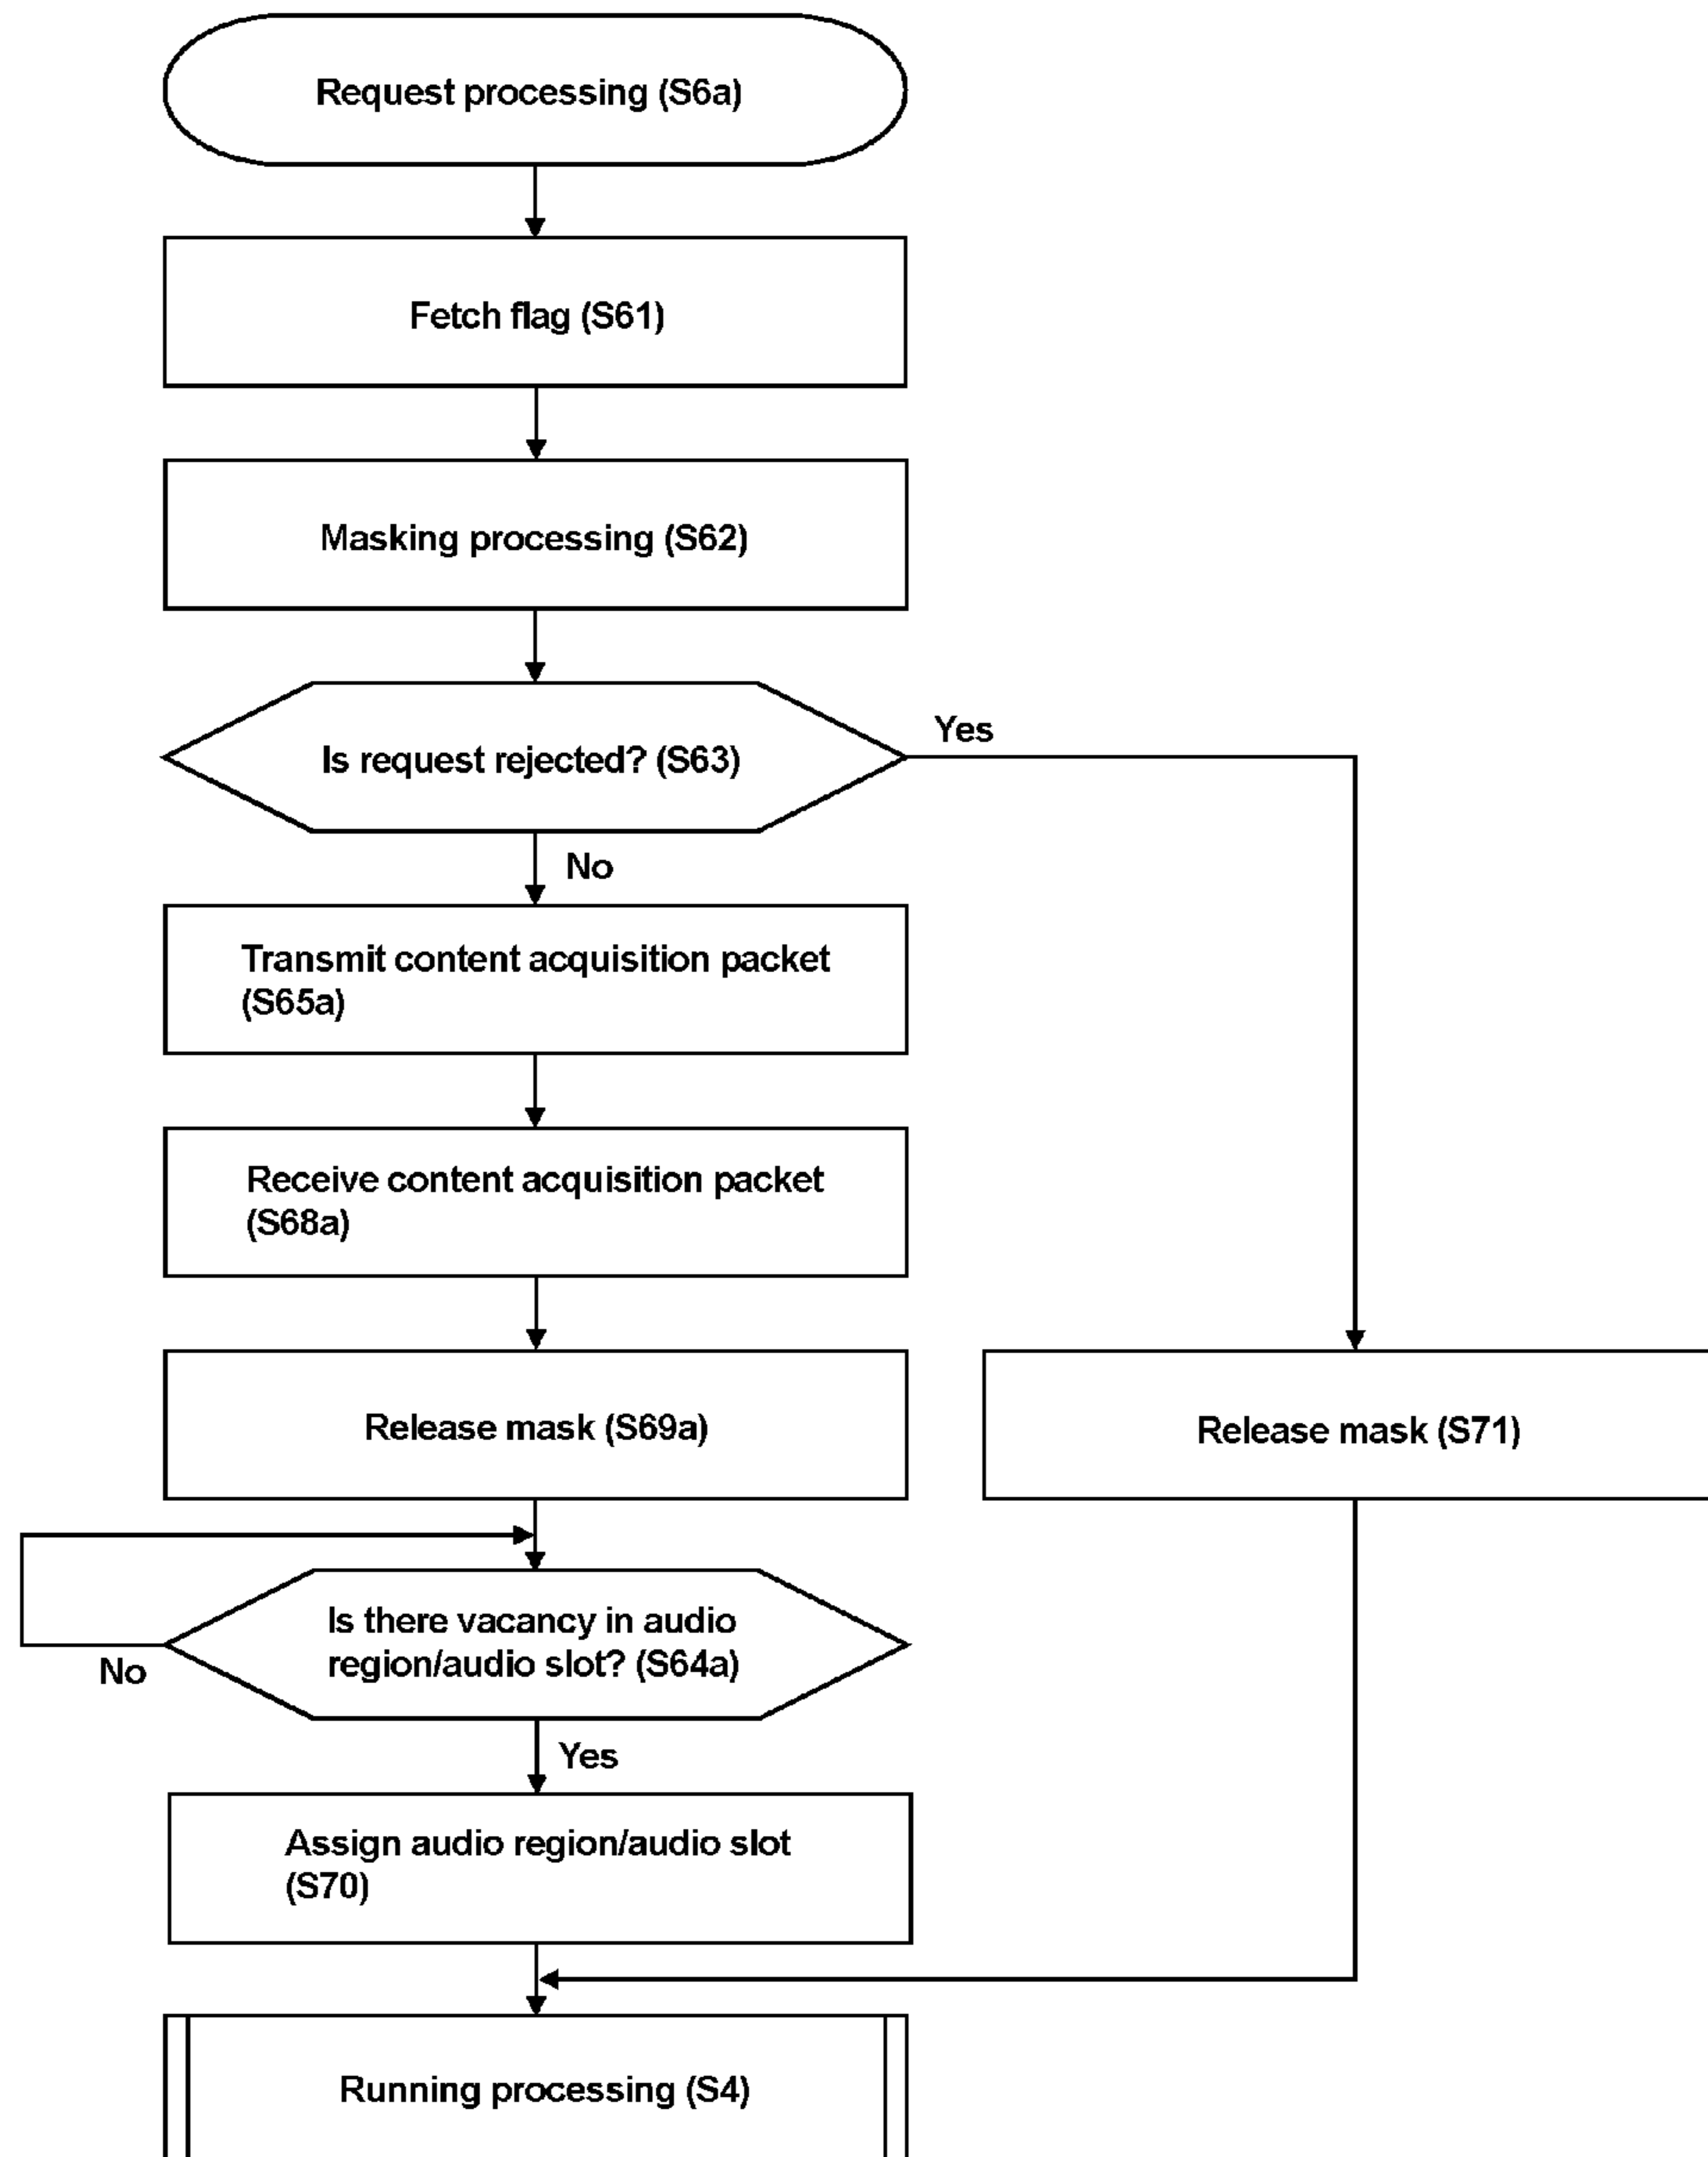 Request processing (S6a)
Fetch flag (S61)
Masking processing (S62)
Is request rejected? (S63)
Yes
No
Transmit content acquisition packet
(S65a)
Receive content acquisition packet
(S68a)
Release mask (S69a)
Release mask (S71)
Is there vacancy in audio
region/audio slot? (S64a)
No
Yes
Assign audio region/audio slot
(S70)
Running processing (S4)